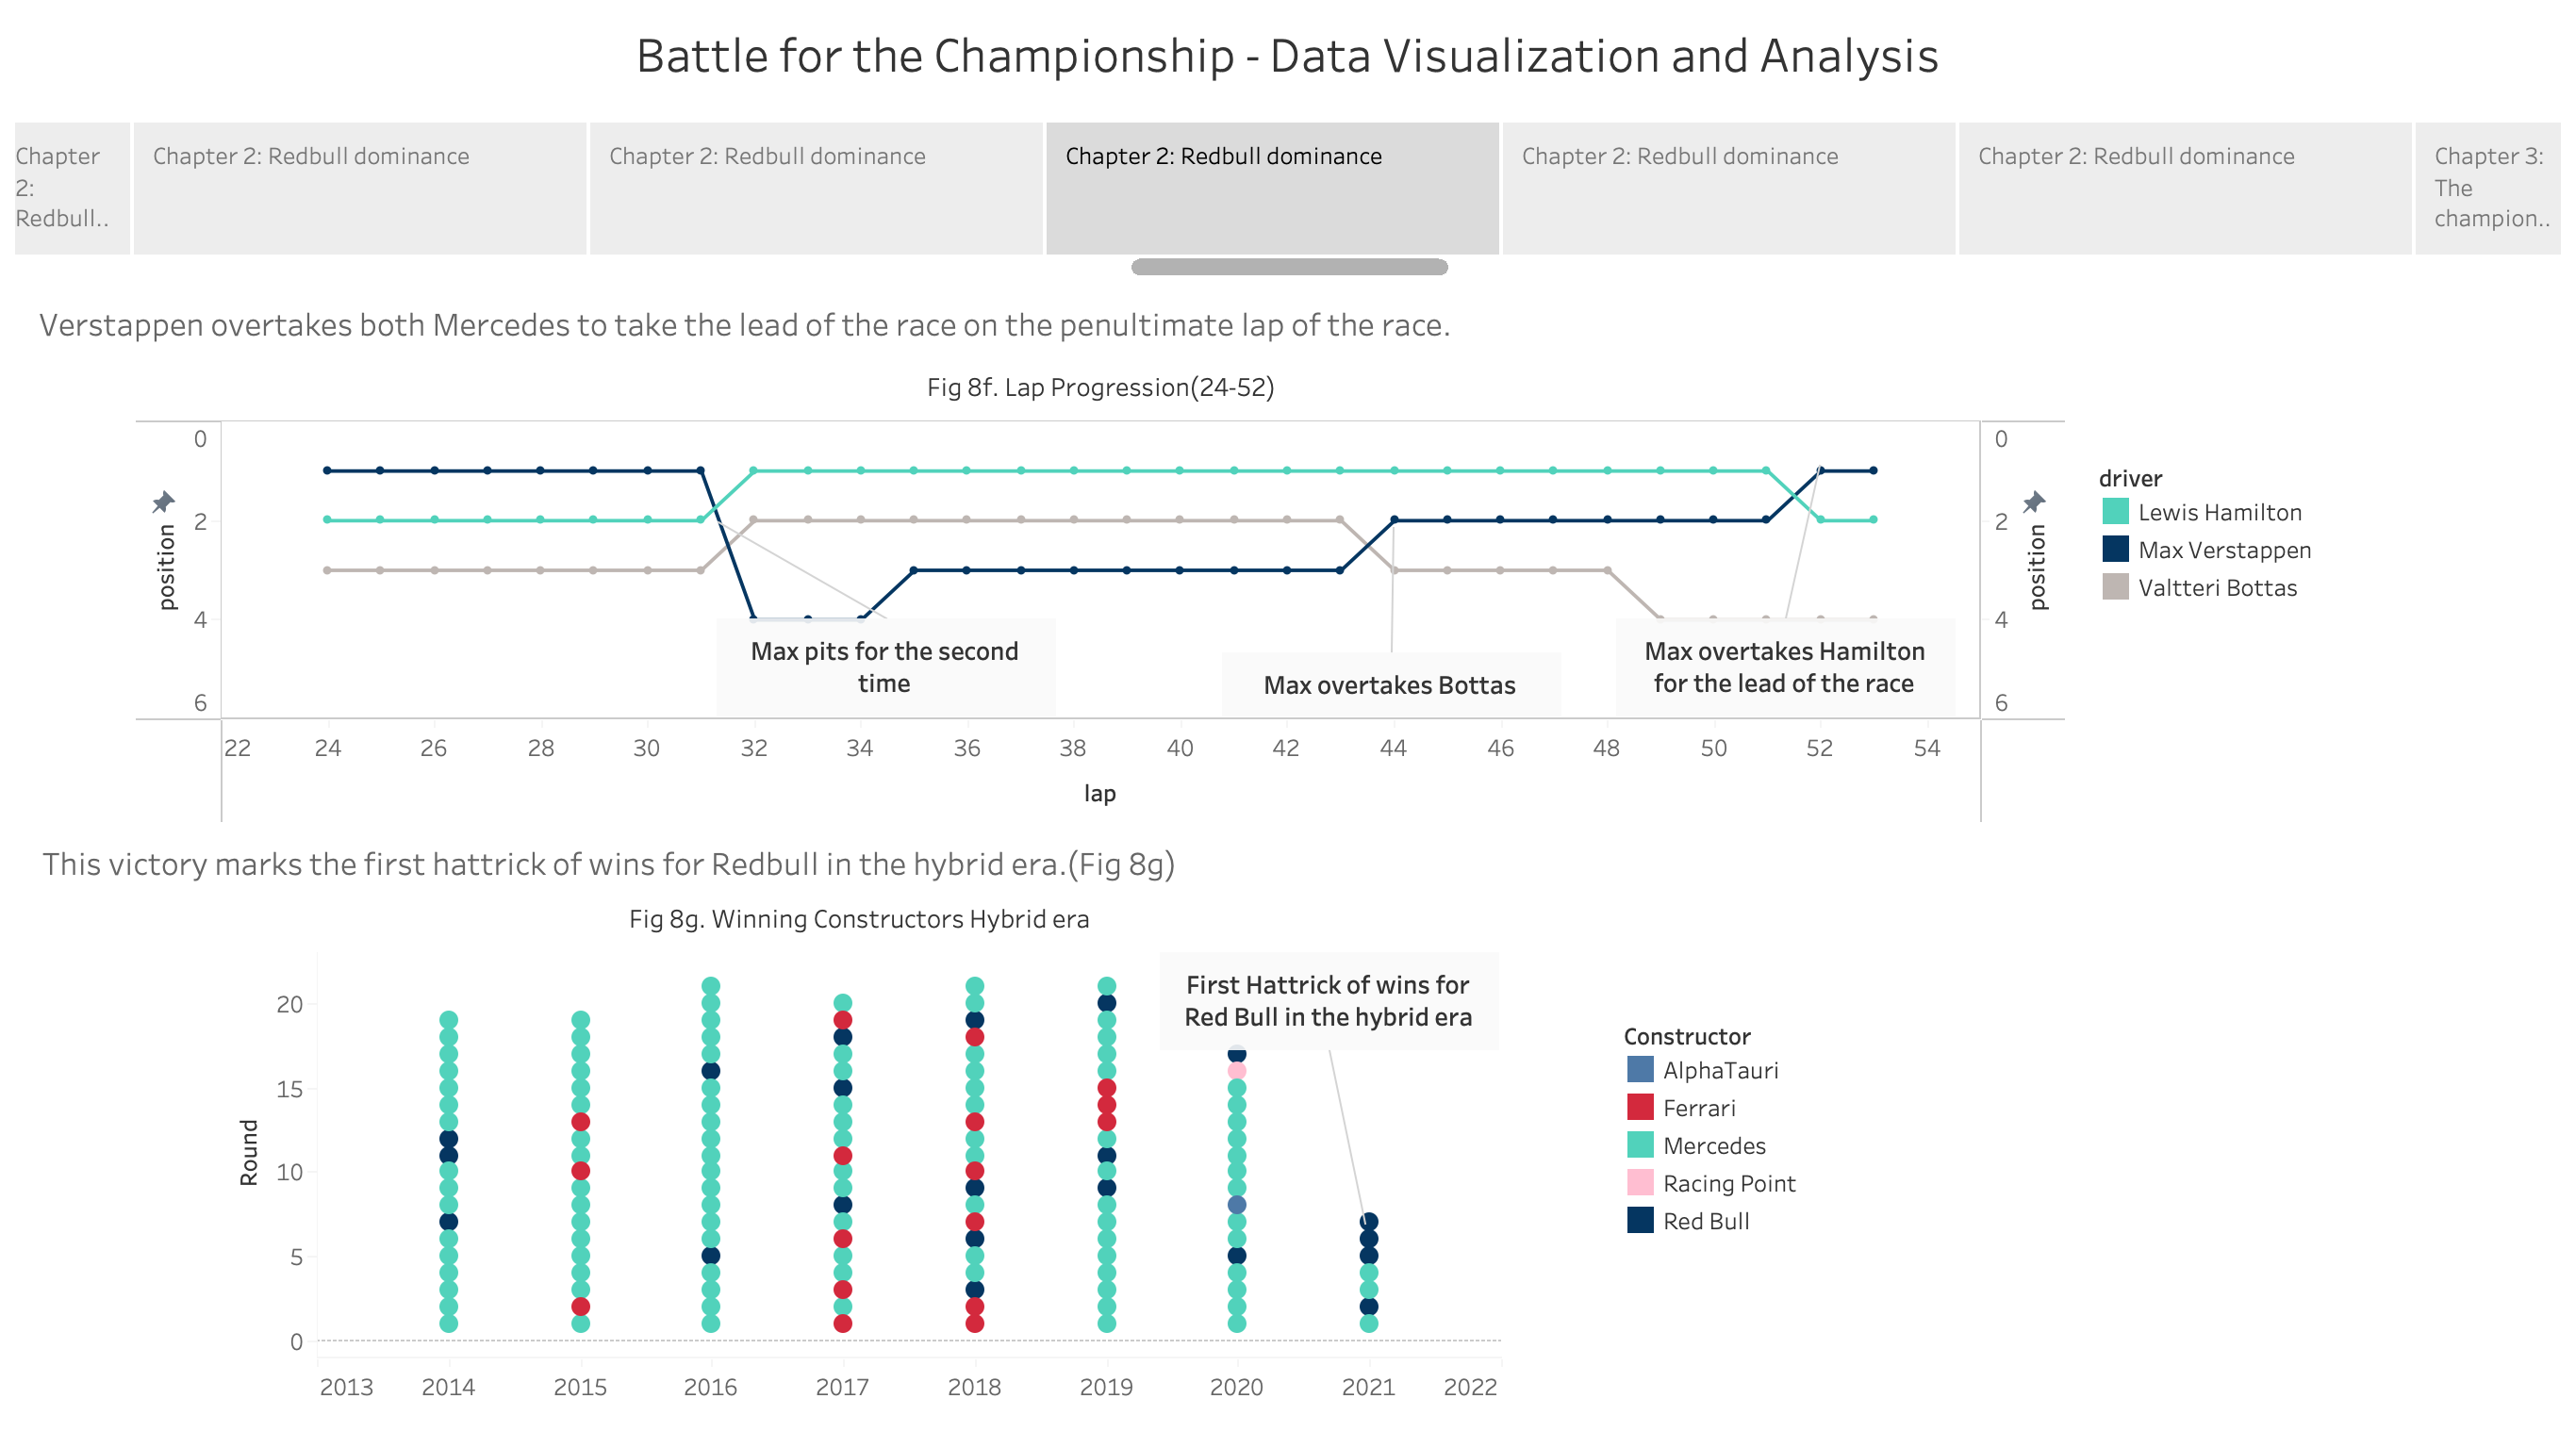 Battle for the Championship - Data Visualization and Analysis
Chapter
2:
Redbull..
Chapter 2: Redbull dominance
Chapter 2: Redbull dominance
Chapter 2: Redbull dominance
Chapter 2: Redbull dominance
Chapter 2: Redbull dominance
Chapter 3:
The
champion..
Verstappen overtakes both Mercedes to take the lead of the race on the penultimate lap of the race.
Fig 8f. Lap Progression(24-52)
0
2
4
6
position
0
2
4
6
position
Max pits for the second
time
Max overtakes Bottas
Max overtakes Hamilton
for the lead of the race
22 24 26 28 30 32 34 36 38 40 42 44 46 48 50 52 54
lap
driver
Lewis Hamilton
Max Verstappen
Valtteri Bottas
This victory marks the first hattrick of wins for Redbull in the hybrid era.(Fig 8g)
Fig 8g. Winning Constructors Hybrid era
First Hattrick of wins for
Red Bull in the hybrid era
20
15
10
5
0
Round
2013 2014 2015 2016 2017 2018 2019 2020 2021 2022
Constructor
AlphaTauri
Ferrari
Mercedes
Racing Point
Red Bull